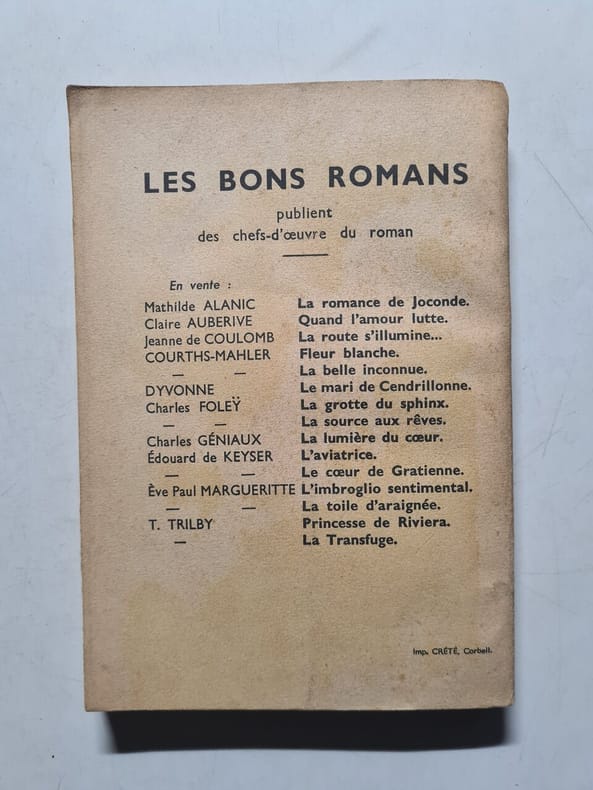 LES BONS ROMANS
publient
des chefs-d'œuvre du roman
En vente :
Mathilde ALANIC La romance de Joconde.
Claire AUBERIVE Quand l'amour lutte.
Jeanne de COULOMB La route s'illumine...
COURTHS-MAHLER Fleur blanche.
— — La belle inconnue.
DYVONNE Le mari de Cendrillonne.
Charles FOLEŸ La grotte du sphinx.
— — La source aux rêves.
Charles GÉNIAUX La lumière du cœur.
Édouard de KEYSER L'aviatrice.
— — Le cœur de Gratienne.
Ève Paul MARGUERITTE L'imbroglio sentimental.
— — La toile d'araignée.
T. TRILBY Princesse de Riviera.
— La Transfuge.
Imp. CRÉTÉ, Corbeil.